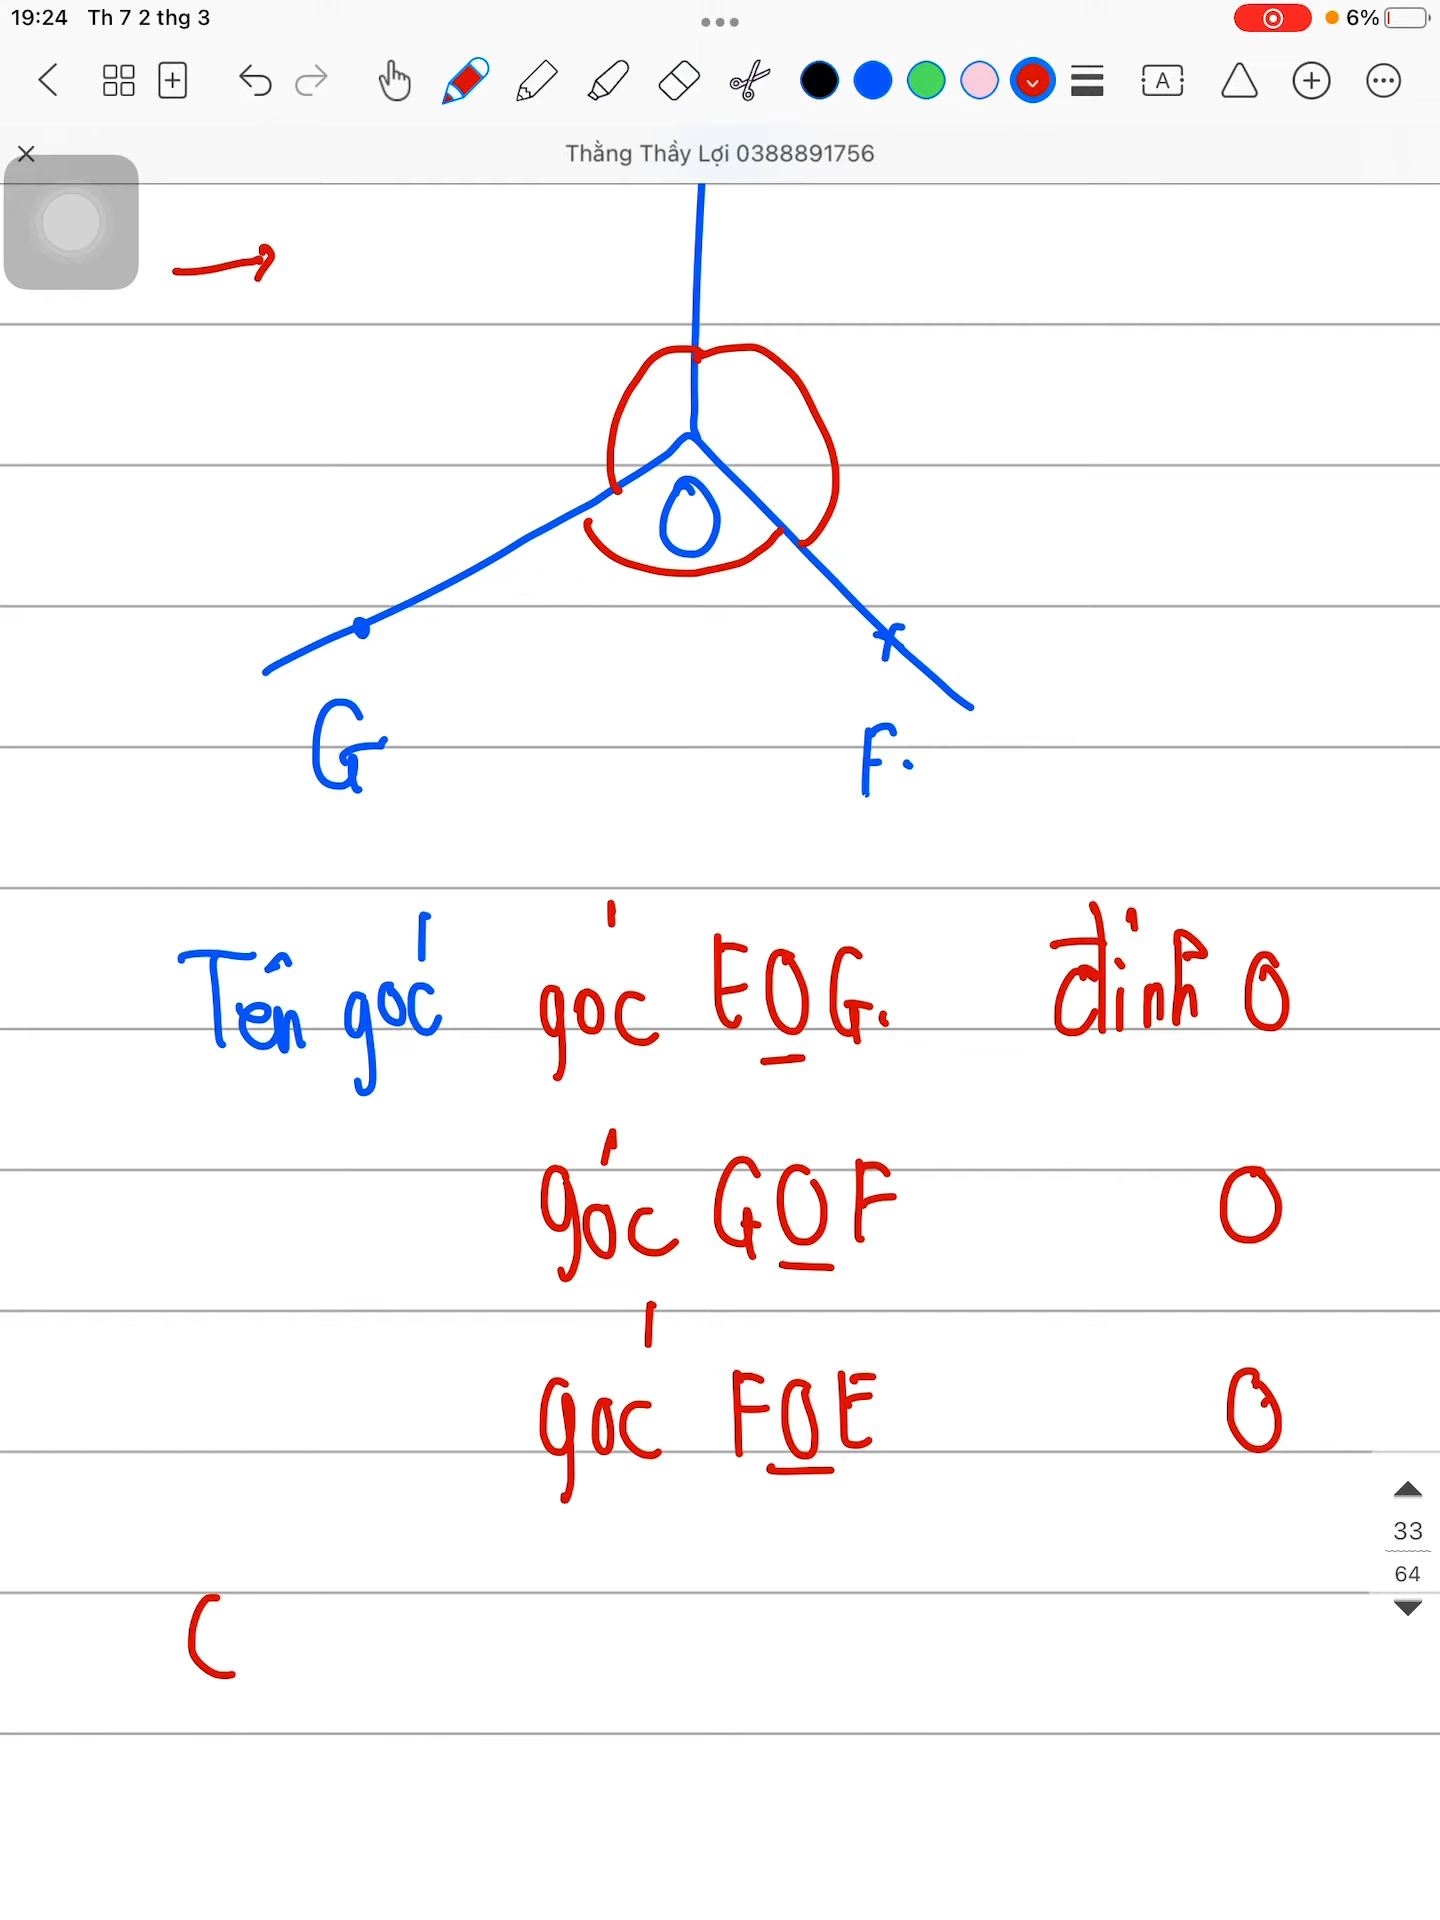 19:24 Th 7 2 thg 3 6%
A
Thằng Thầy Lợi 0388891756
O
G
F.
Tên góc góc EOG. đỉnh O
góc GOF O
góc FOE O
33
64
C